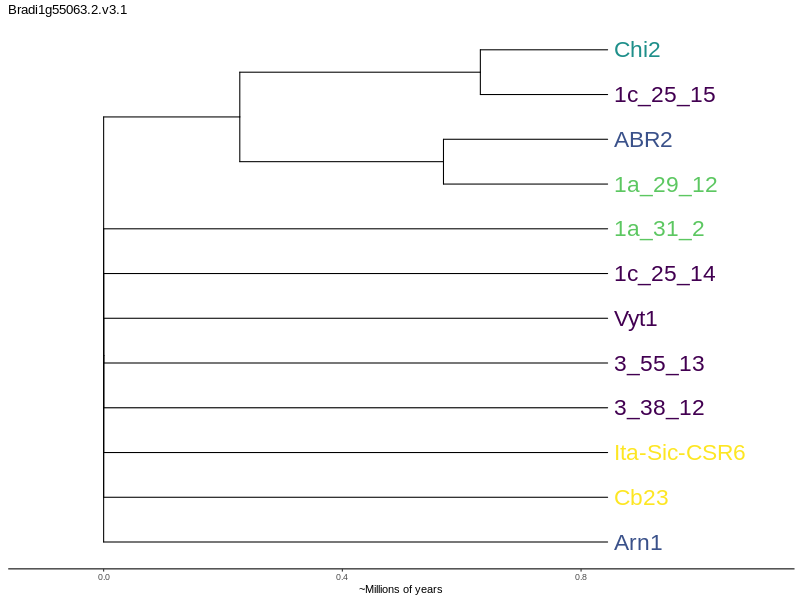 Bradi1g55063.2.v3.1
Chi2
1c_25_15
ABR2
1a_29_12
1a_31_2
1c_25_14
Vyt1
3_55_13
3_38_12
Ita-Sic-CSR6
Cb23
Arn1
0.0 0.4 0.8
~Millions of years